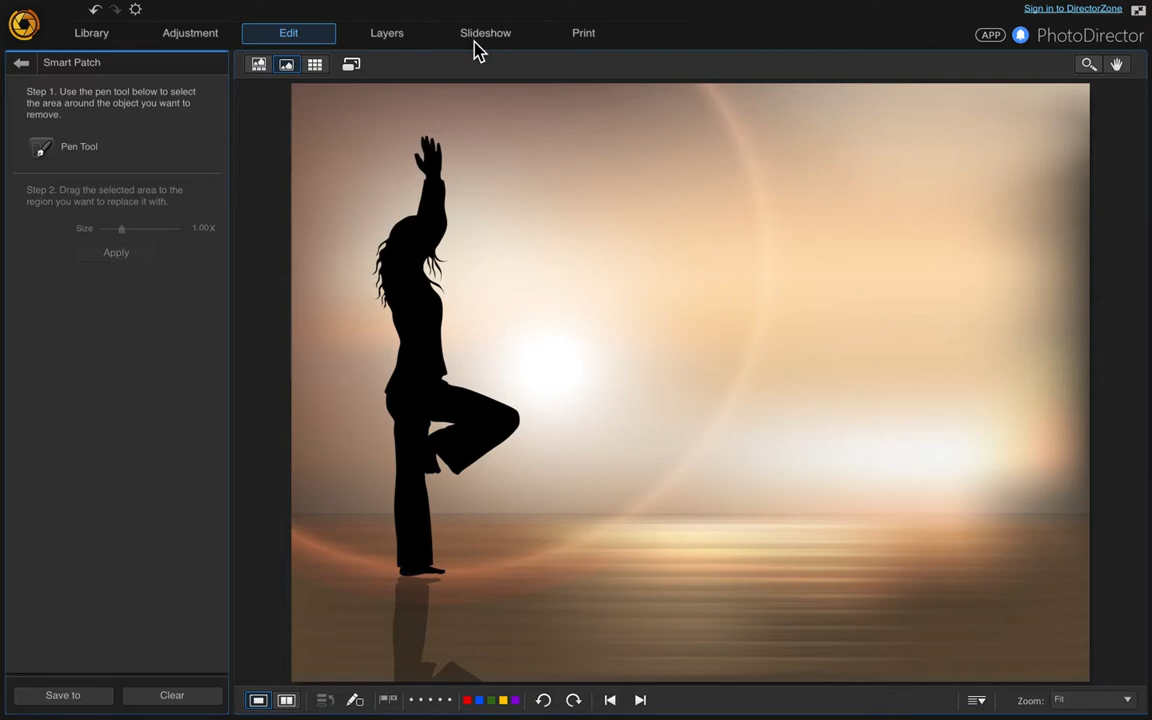 Sign in to DirectorZone
Library
Adjustment
Edit
Layers
Slideshow
Print
APP
PhotoDirector
Smart Patch
Step 1. Use the pen tool below to select
the area around the object you want to
remove.
Pen Tool
Step 2. Drag the selected area to the
region you want to replace it with.
Size
1.00X
Apply
Save to
Clear
Zoom:
Fit